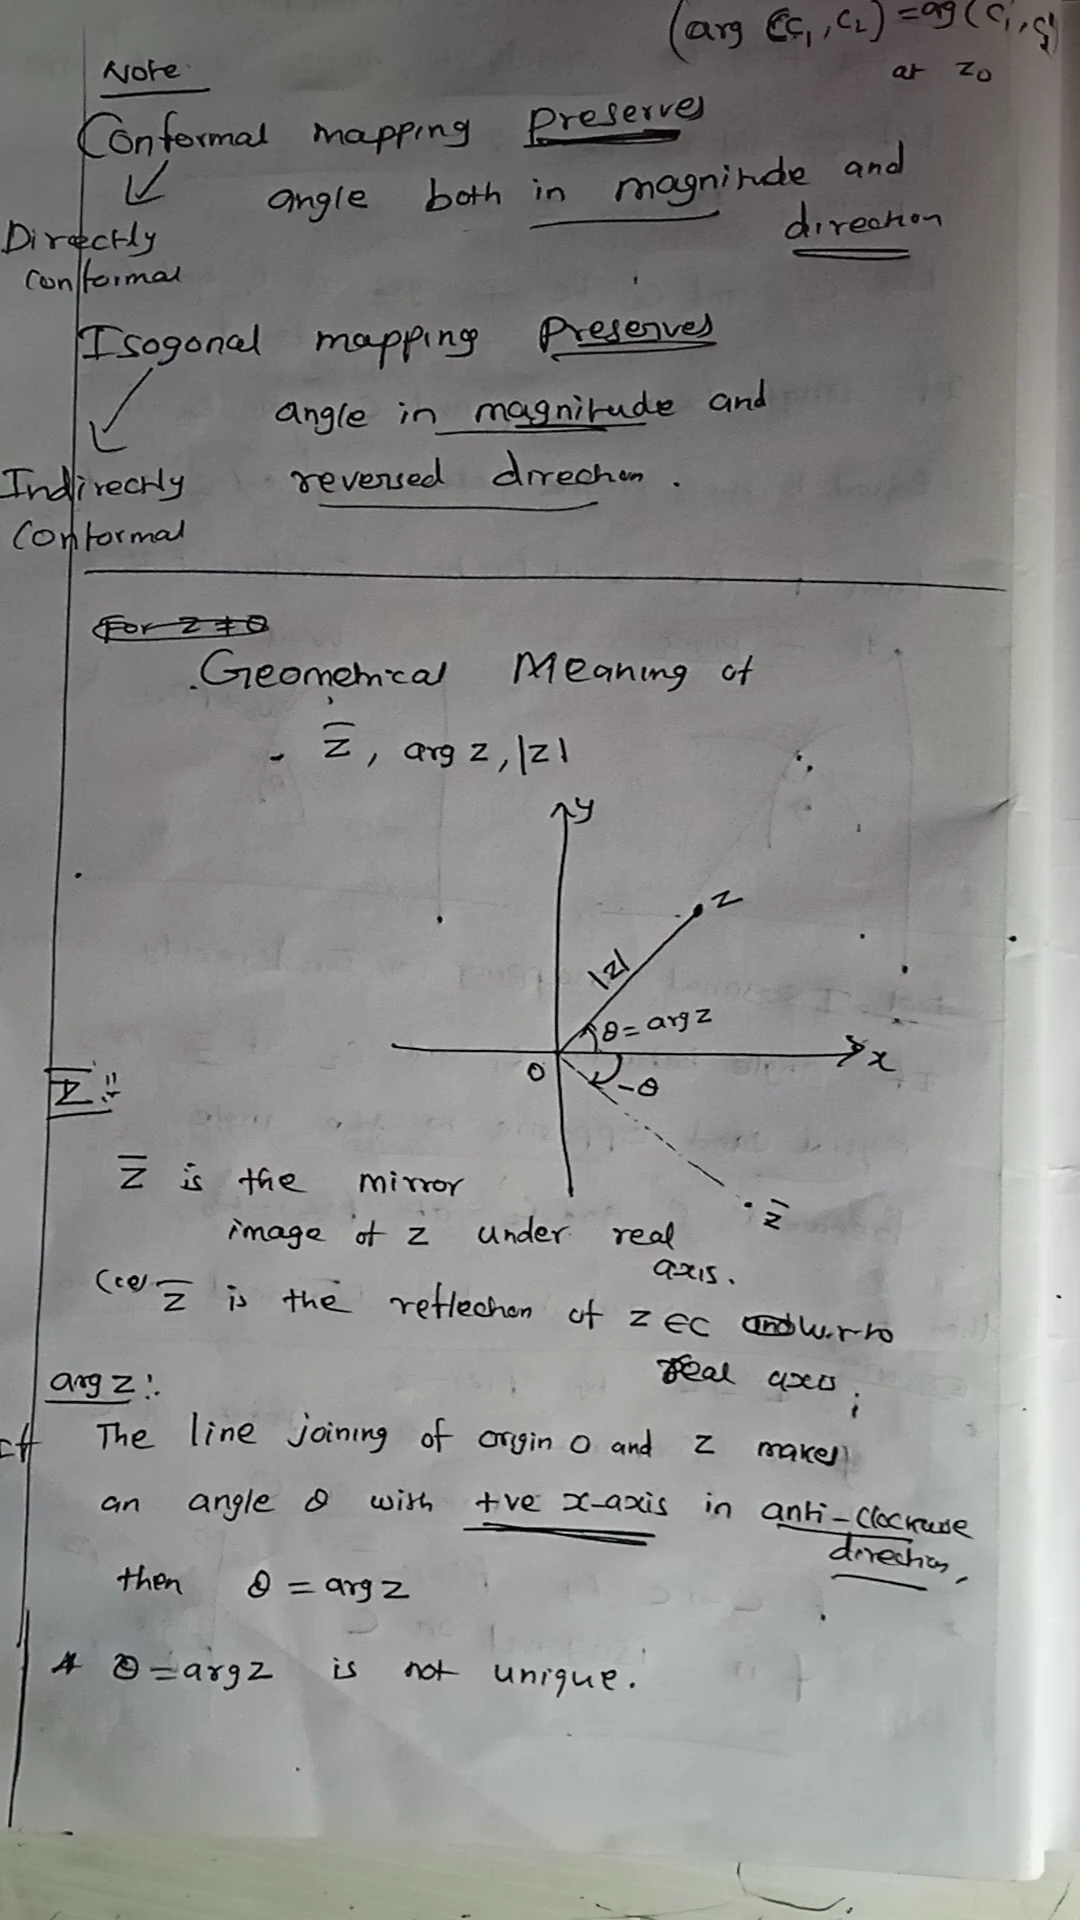 (arg (C₁, C₂) = arg (C₁',
at z₀
Note
Conformal mapping preserves
angle both in magnitude and
direction
Directly
conformal
Isogonal mapping preserves
angle in magnitude and
Indirectly reversed direction.
Conformal
For z ≠ 0
Geometrical Meaning of
z̅, arg z, |z|
y
z
|z|
θ = arg z
x
0
-θ
z̅ :-
z̅ is the mirror
z̅
image of z under real
axis.
(ie) z̅ is the reflection of z ∈ C w.r.to
real axis;
arg z :-
If The line joining of origin 0 and z makes
an angle θ with +ve x-axis in anti-clockwise
direction,
then θ = arg z
* θ = arg z is not unique.